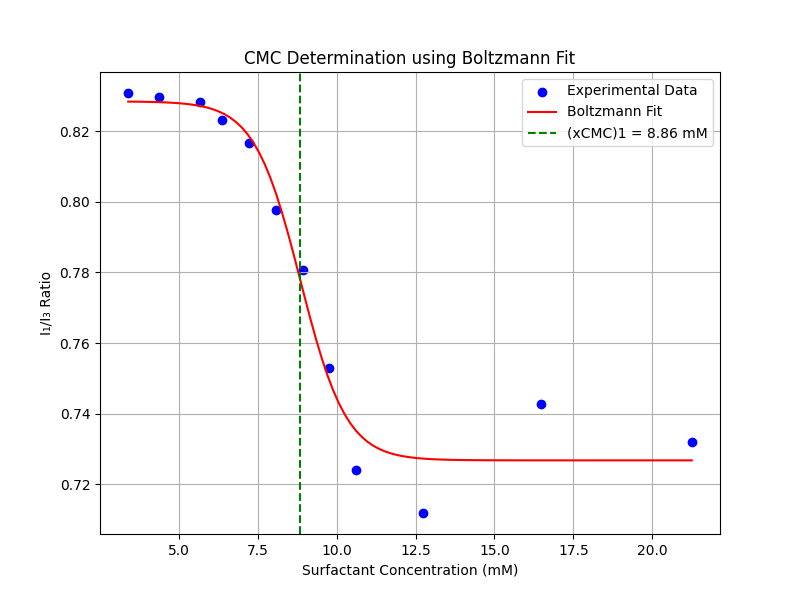 CMC Determination using Boltzmann Fit
Experimental Data
Boltzmann Fit
(xCMC)1 = 8.86 mM
I₁/I₃ Ratio
0.82
0.80
0.78
0.76
0.74
0.72
5.0 7.5 10.0 12.5 15.0 17.5 20.0
Surfactant Concentration (mM)